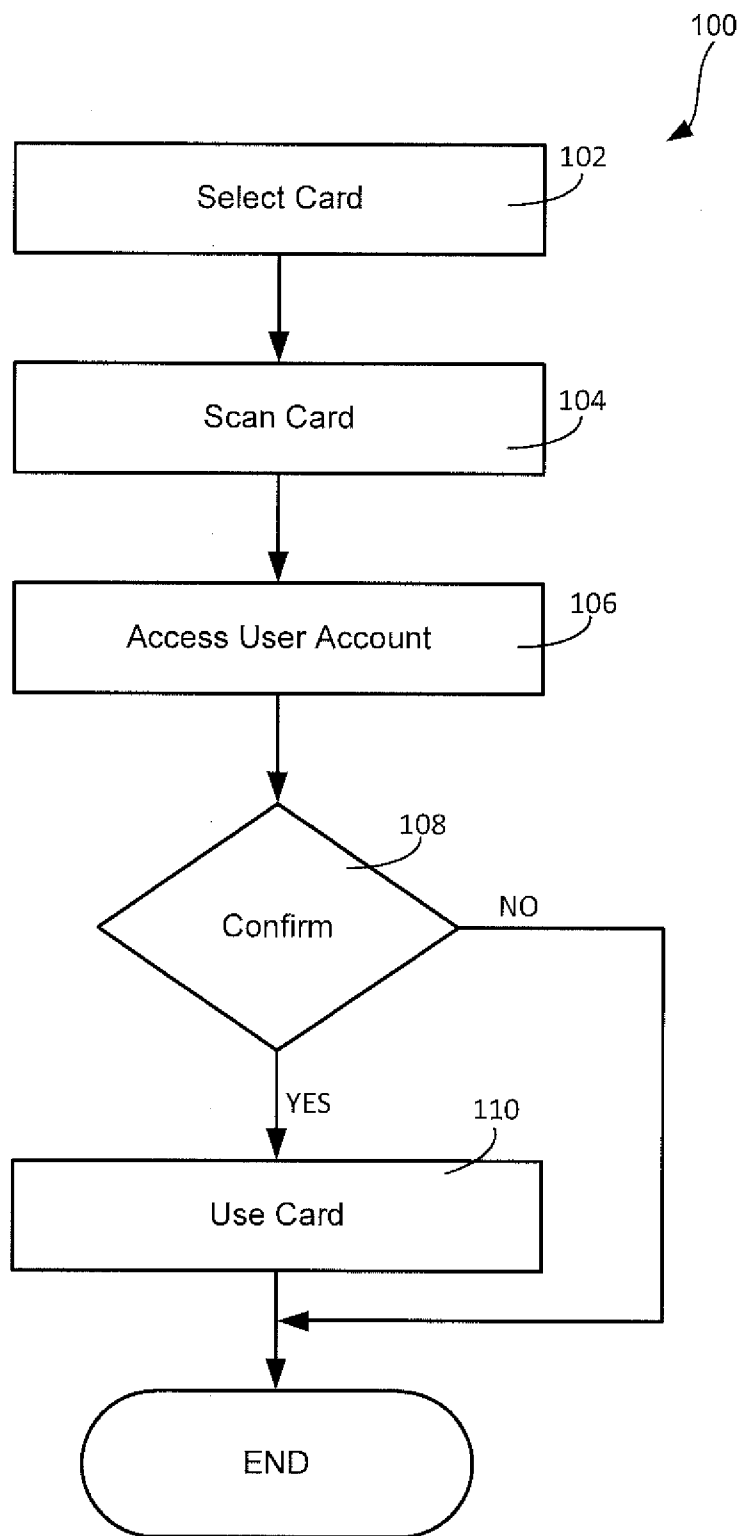 100
102
Select Card
104
Scan Card
106
Access User Account
108
Confirm
NO
YES
110
Use Card
END